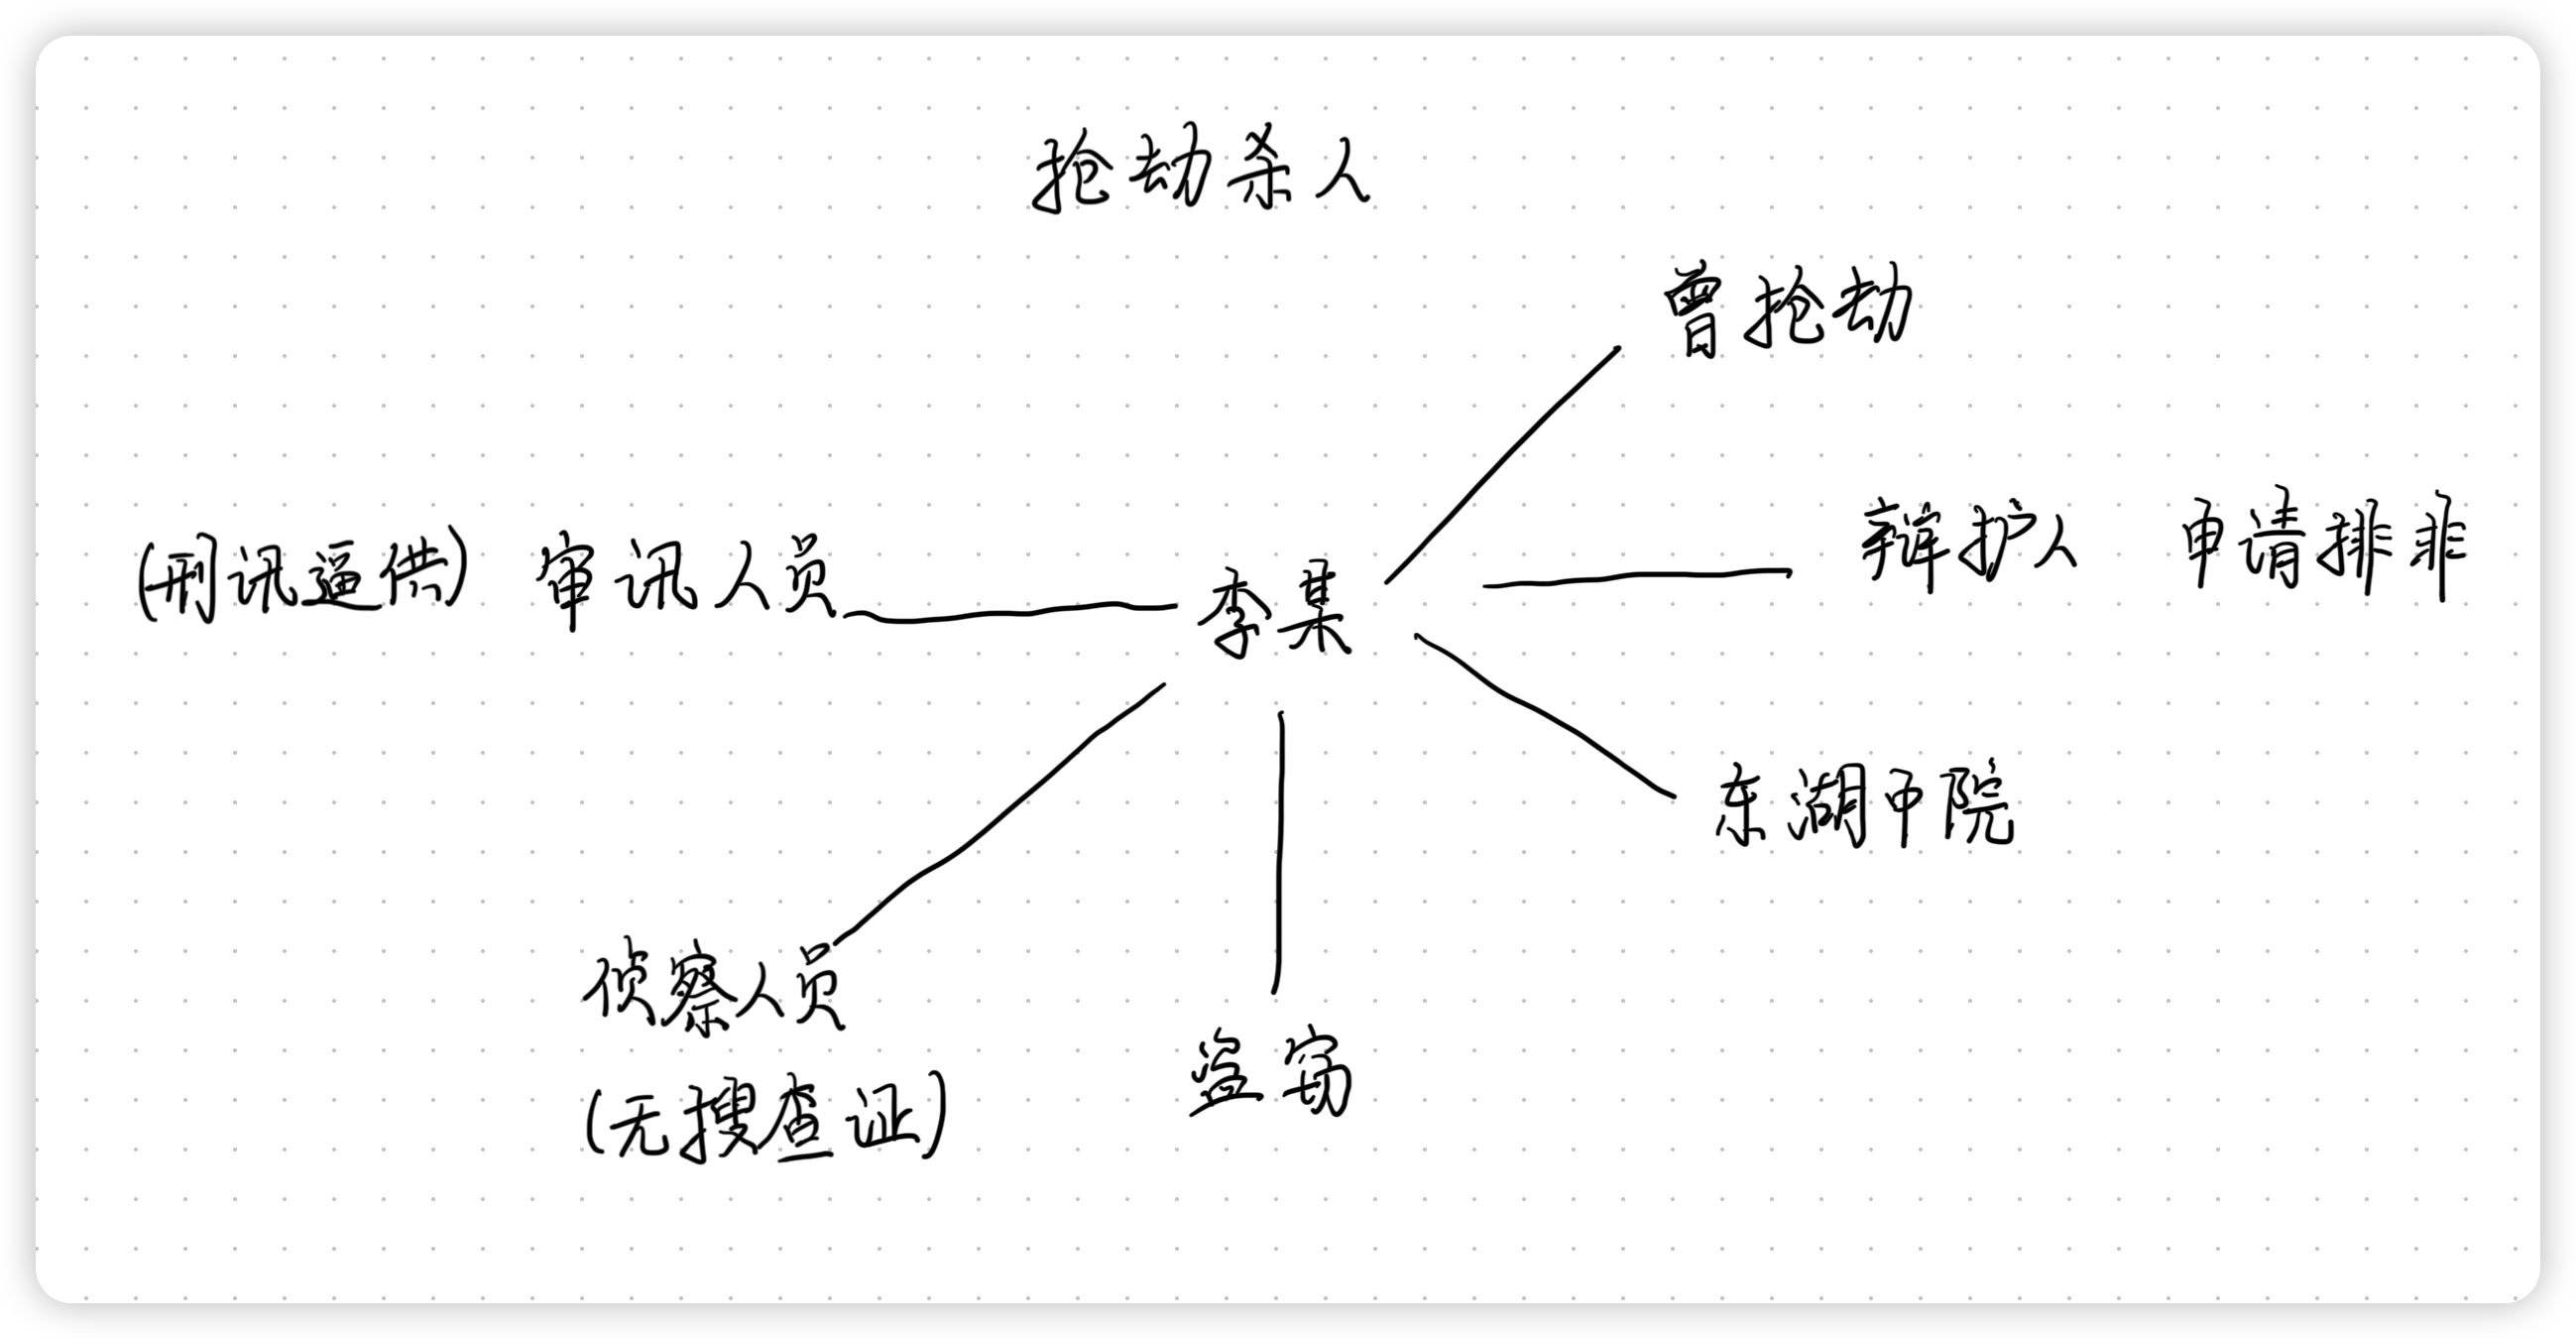 抢劫杀人
曾抢劫
(刑讯逼供) 审讯人员
李某
辩护人 申请排非
东湖中院
侦察人员
(无搜查证)
盗窃